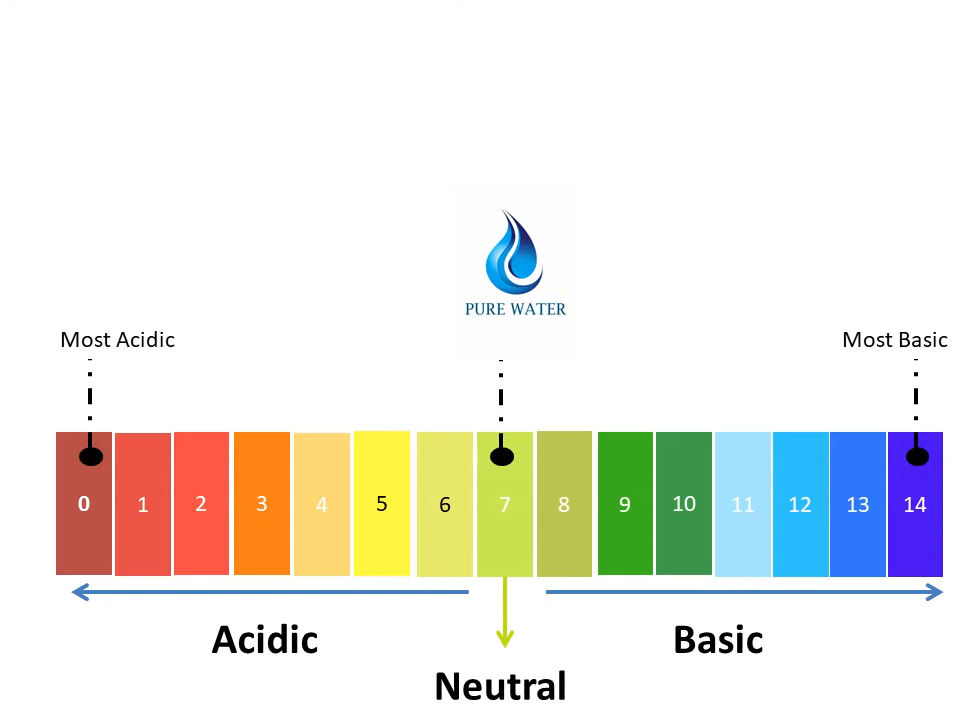 PURE WATER
Most Acidic
Most Basic
0 1 2 3 4 5 6 7 8 9 10 11 12 13 14
Acidic
Basic
Neutral